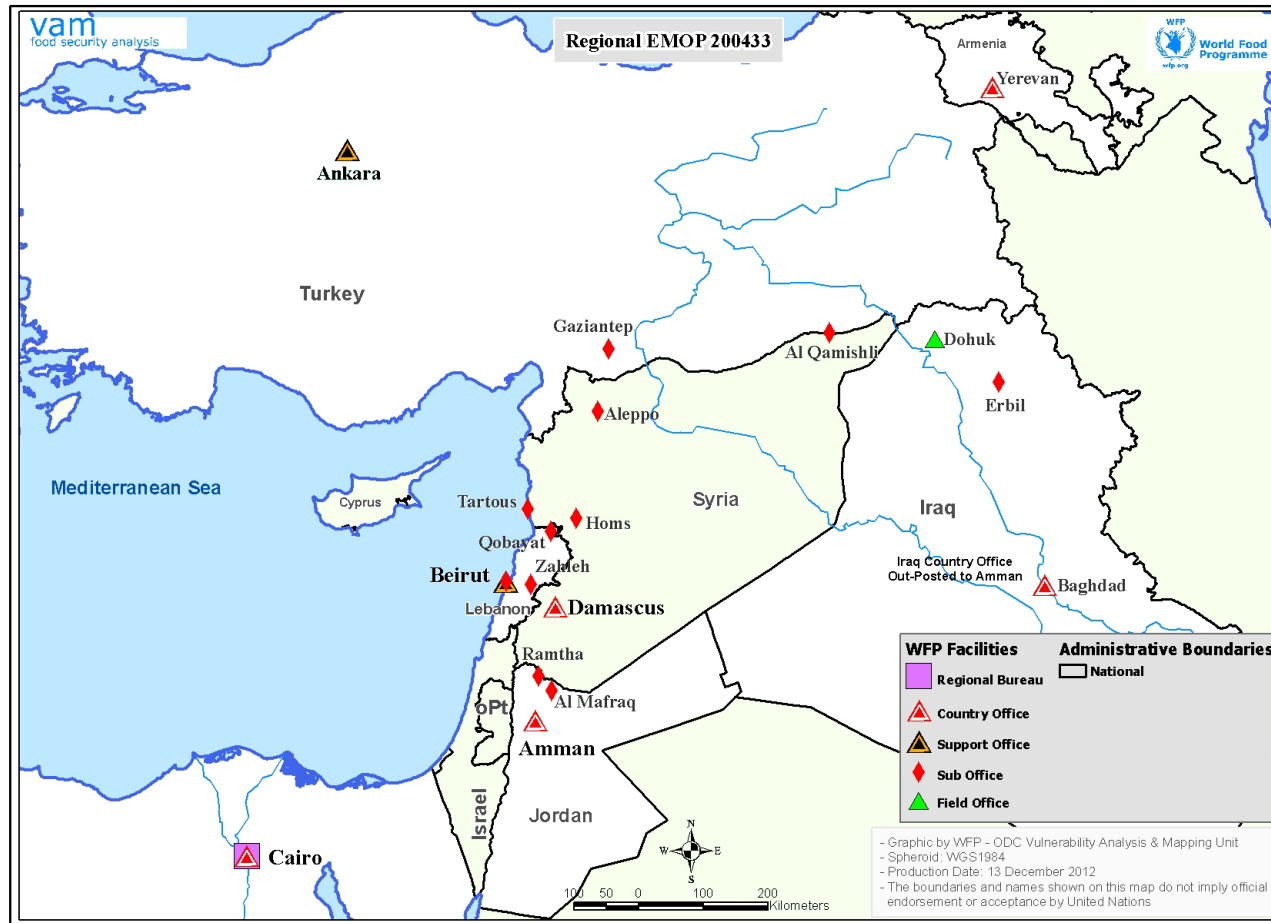 vam
food security analysis
Regional EMOP 200433
WFP
wfp.org
World Food
Programme
Armenia
Yerevan
Ankara
Turkey
Gaziantep
Al Qamishli
Dohuk
Erbil
Aleppo
Mediterranean Sea
Cyprus
Tartous
Homs
Syria
Iraq
Qobayat
Iraq Country Office
Out-Posted to Amman
Beirut
Zahleh
Baghdad
Lebanon
Damascus
Ramtha
oPt
Al Mafraq
Amman
Israel
Jordan
Cairo
WFP Facilities
Regional Bureau
Country Office
Support Office
Sub Office
Field Office
Administrative Boundaries
National
N
W
E
S
100 50 0 100 200
Kilometers
- Graphic by WFP - ODC Vulnerability Analysis & Mapping Unit
- Spheroid: WGS1984
- Production Date: 13 December 2012
- The boundaries and names shown on this map do not imply official
endorsement or acceptance by United Nations